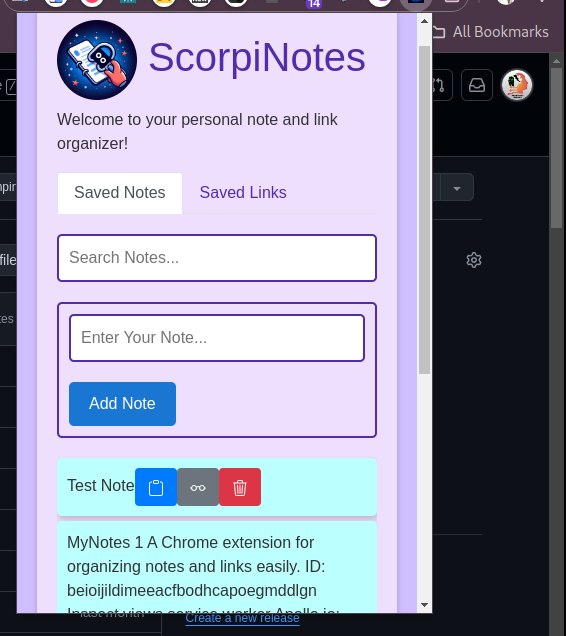 14
All Bookmarks
ScorpiNotes
Welcome to your personal note and link
organizer!
Saved Notes
Saved Links
Search Notes...
Enter Your Note...
Add Note
Test Note
MyNotes 1 A Chrome extension for
organizing notes and links easily. ID:
beioijildimeeacfbodhcapoegmddlgn
Create a new release